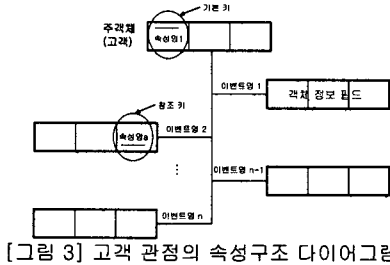 기본 키
주객체
(고객)
속성명1
이벤트명 1
객체 정보 필드
참조 키
속성명a
이벤트명 2
이벤트명 n-1
이벤트명 n
[그림 3] 고객 관점의 속성구조 다이어그램